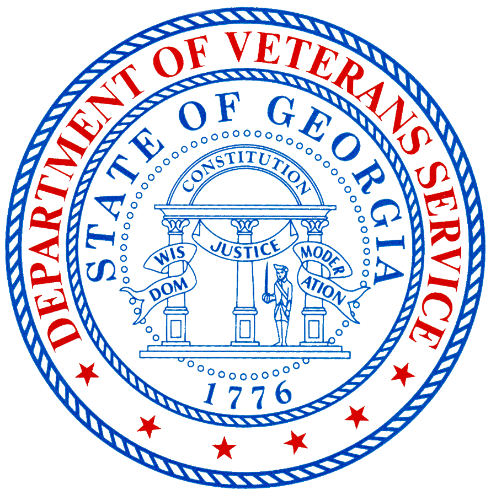 DEPARTMENT OF VETERANS SERVICE
STATE OF GEORGIA
CONSTITUTION
WIS
DOM
JUSTICE
MODER
ATION
1776